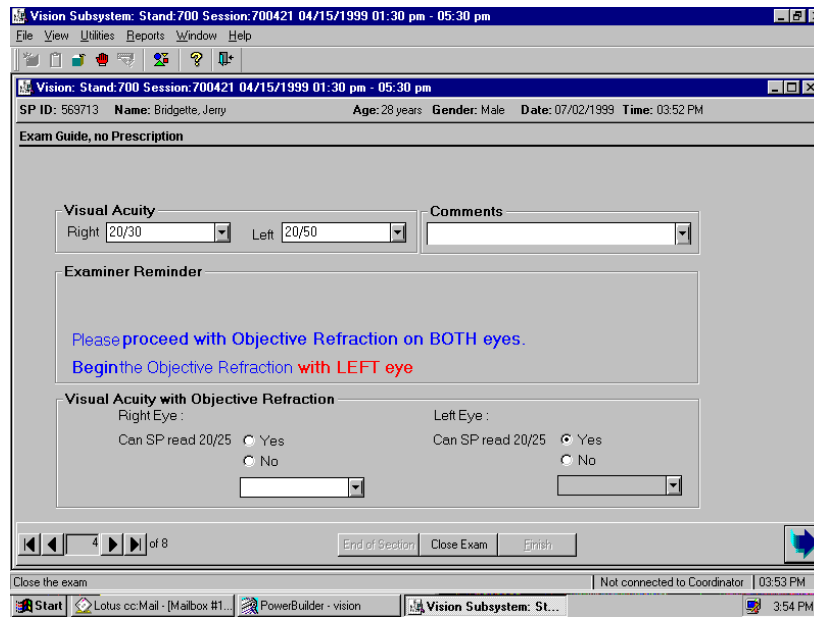 Vision Subsystem: Stand:700 Session:700421 04/15/1999 01:30 pm - 05:30 pm
File View Utilities Reports Window Help
Vision: Stand:700 Session:700421 04/15/1999 01:30 pm - 05:30 pm
SP ID: 569713 Name: Bridgette, Jerry Age: 28 years Gender: Male Date: 07/02/1999 Time: 03:52 PM
Exam Guide, no Prescription
Visual Acuity Comments
Right 20/30 Left 20/50
Examiner Reminder
Please proceed with Objective Refraction on BOTH eyes.
Begin the Objective Refraction with LEFT eye
Visual Acuity with Objective Refraction
Right Eye : Left Eye :
Can SP read 20/25 Yes Can SP read 20/25 Yes
No No
4 of 8 End of Section Close Exam Finish
Close the exam Not connected to Coordinator 03:53 PM
Start Lotus cc:Mail - [Mailbox #1... PowerBuilder - vision Vision Subsystem: St... 3:54 PM